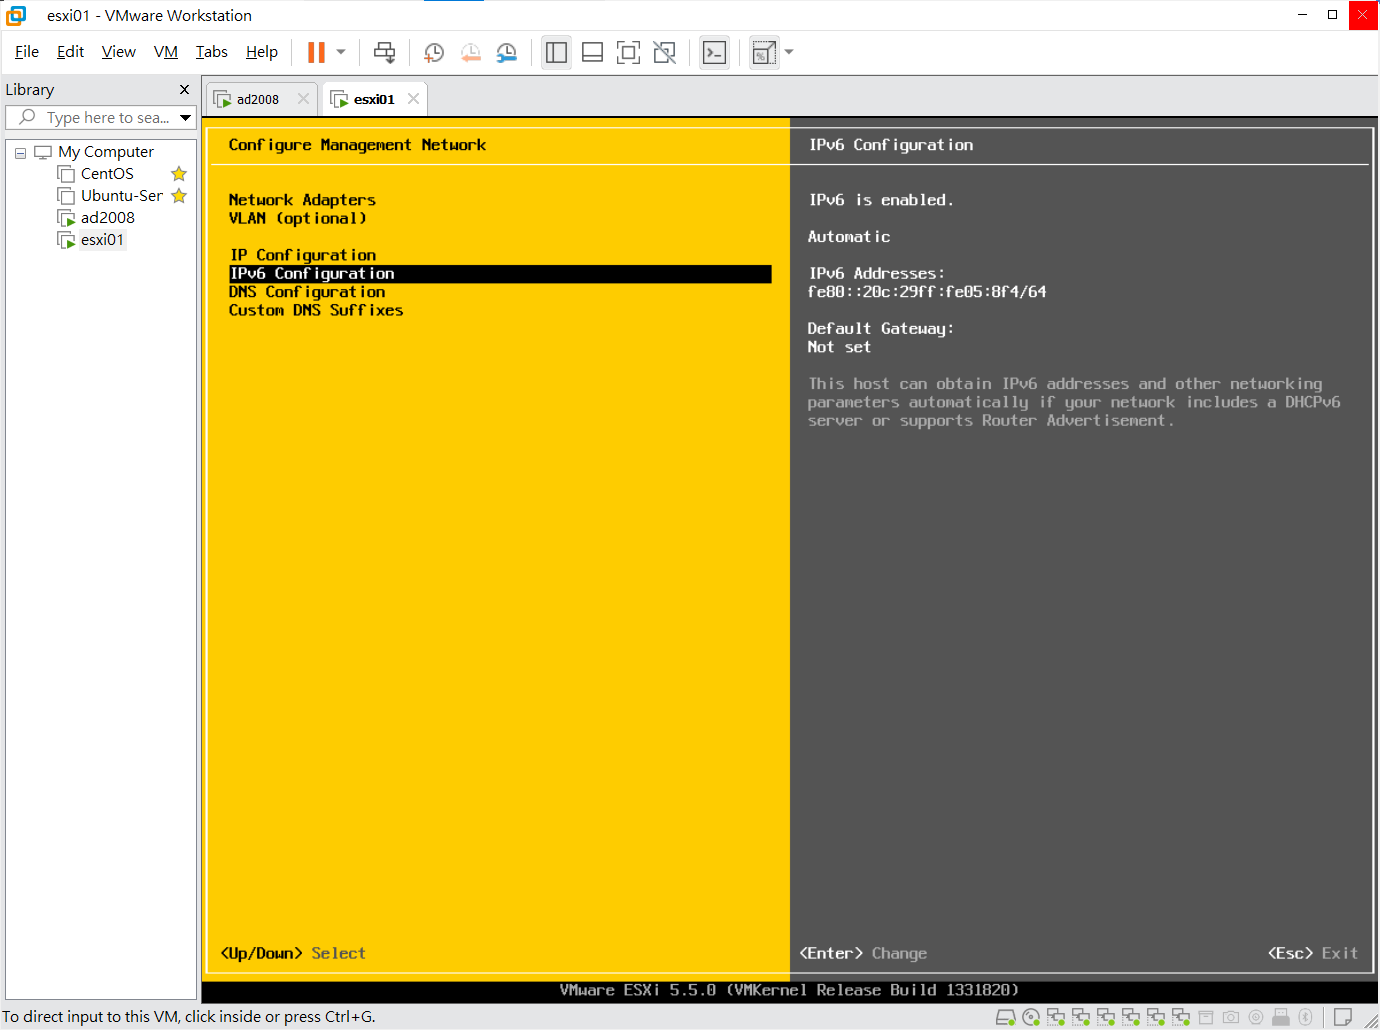 esxi01 - VMware Workstation
File Edit View VM Tabs Help
Library
Type here to sea...
My Computer
CentOS
Ubuntu-Ser
ad2008
esxi01
ad2008
esxi01
Configure Management Network
Network Adapters
VLAN (optional)
IP Configuration
IPv6 Configuration
DNS Configuration
Custom DNS Suffixes
<Up/Down> Select
IPv6 Configuration
IPv6 is enabled.
Automatic
IPv6 Addresses:
fe80::20c:29ff:fe05:8f4/64
Default Gateway:
Not set
This host can obtain IPv6 addresses and other networking
parameters automatically if your network includes a DHCPv6
server or supports Router Advertisement.
<Enter> Change
<Esc> Exit
VMware ESXi 5.5.0 (VMKernel Release Build 1331820)
To direct input to this VM, click inside or press Ctrl+G.